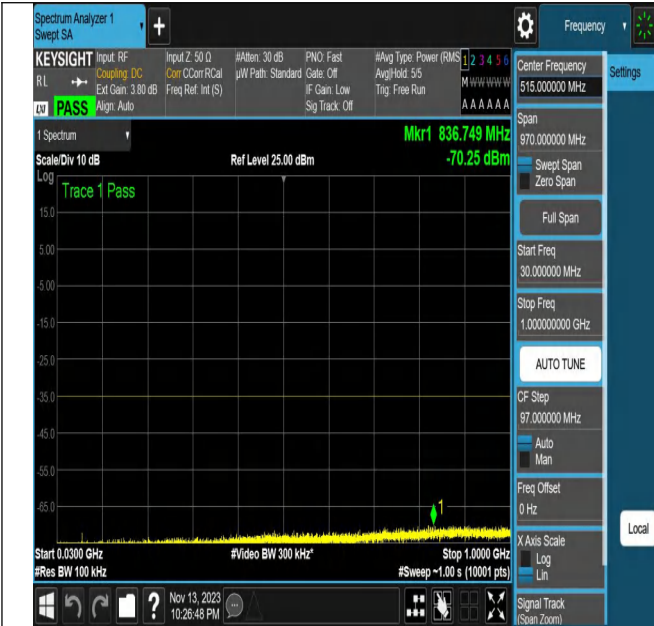 Spectrum Analyzer 1
Swept SA
+
Frequency
KEYSIGHT
RL
LXI PASS
Input: RF
Coupling: DC
Ext Gain: 3.80 dB
Align: Auto
Input Z: 50 Ω
Corr CCorr RCal
Freq Ref: Int (S)
#Atten: 30 dB
µW Path: Standard
PNO: Fast
Gate: Off
IF Gain: Low
Sig Track: Off
#Avg Type: Power (RMS
Avg|Hold: 5/5
Trig: Free Run
1 2 3 4 5 6
M W W W W W
A A A A A A
1 Spectrum
Mkr1 836.749 MHz
-70.25 dBm
Scale/Div 10 dB
Ref Level 25.00 dBm
Log
Trace 1 Pass
15.0
5.00
-5.00
-15.0
-25.0
-35.0
-45.0
-55.0
-65.0
1
Start 0.0300 GHz
#Video BW 300 kHz*
Stop 1.0000 GHz
#Res BW 100 kHz
#Sweep ~1.00 s (10001 pts)
?
Nov 13, 2023
10:26:48 PM
Center Frequency
515.000000 MHz
Settings
Span
970.000000 MHz
Swept Span
Zero Span
Full Span
Start Freq
30.000000 MHz
Stop Freq
1.000000000 GHz
AUTO TUNE
CF Step
97.000000 MHz
Auto
Man
Freq Offset
0 Hz
Local
X Axis Scale
Log
Lin
Signal Track
(Span Zoom)